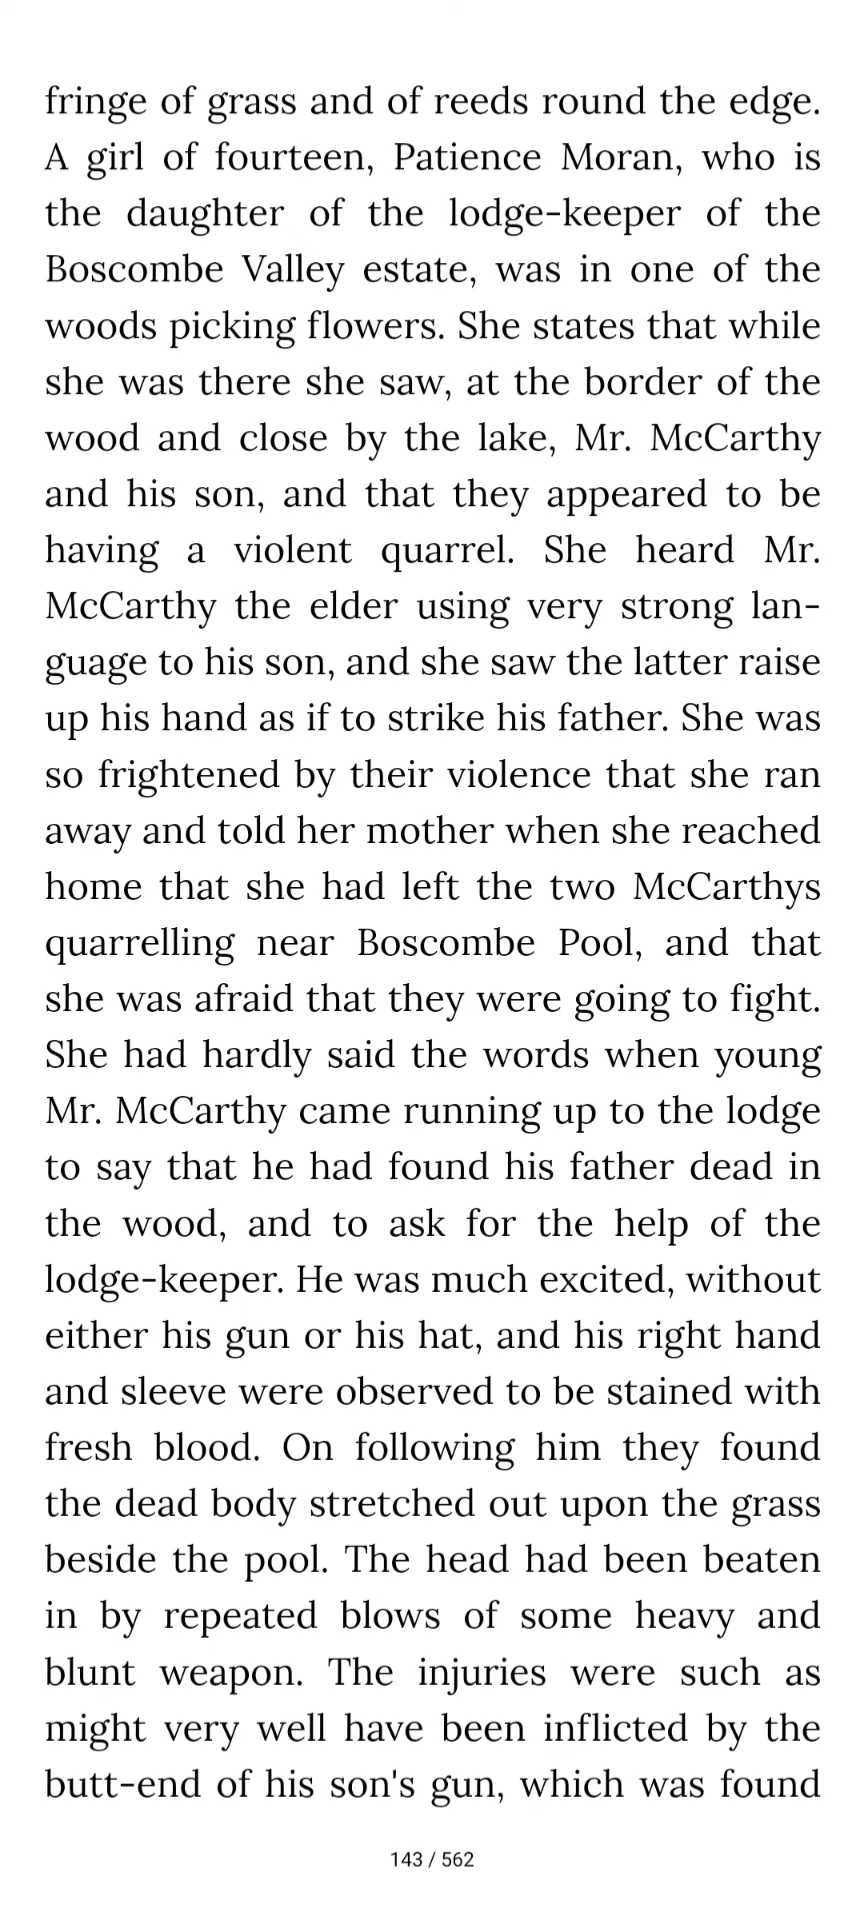 fringe of grass and of reeds round the edge.
A girl of fourteen, Patience Moran, who is
the daughter of the lodge-keeper of the
Boscombe Valley estate, was in one of the
woods picking flowers. She states that while
she was there she saw, at the border of the
wood and close by the lake, Mr. McCarthy
and his son, and that they appeared to be
having a violent quarrel. She heard Mr.
McCarthy the elder using very strong lan-
guage to his son, and she saw the latter raise
up his hand as if to strike his father. She was
so frightened by their violence that she ran
away and told her mother when she reached
home that she had left the two McCarthys
quarrelling near Boscombe Pool, and that
she was afraid that they were going to fight.
She had hardly said the words when young
Mr. McCarthy came running up to the lodge
to say that he had found his father dead in
the wood, and to ask for the help of the
lodge-keeper. He was much excited, without
either his gun or his hat, and his right hand
and sleeve were observed to be stained with
fresh blood. On following him they found
the dead body stretched out upon the grass
beside the pool. The head had been beaten
in by repeated blows of some heavy and
blunt weapon. The injuries were such as
might very well have been inflicted by the
butt-end of his son's gun, which was found
143 / 562